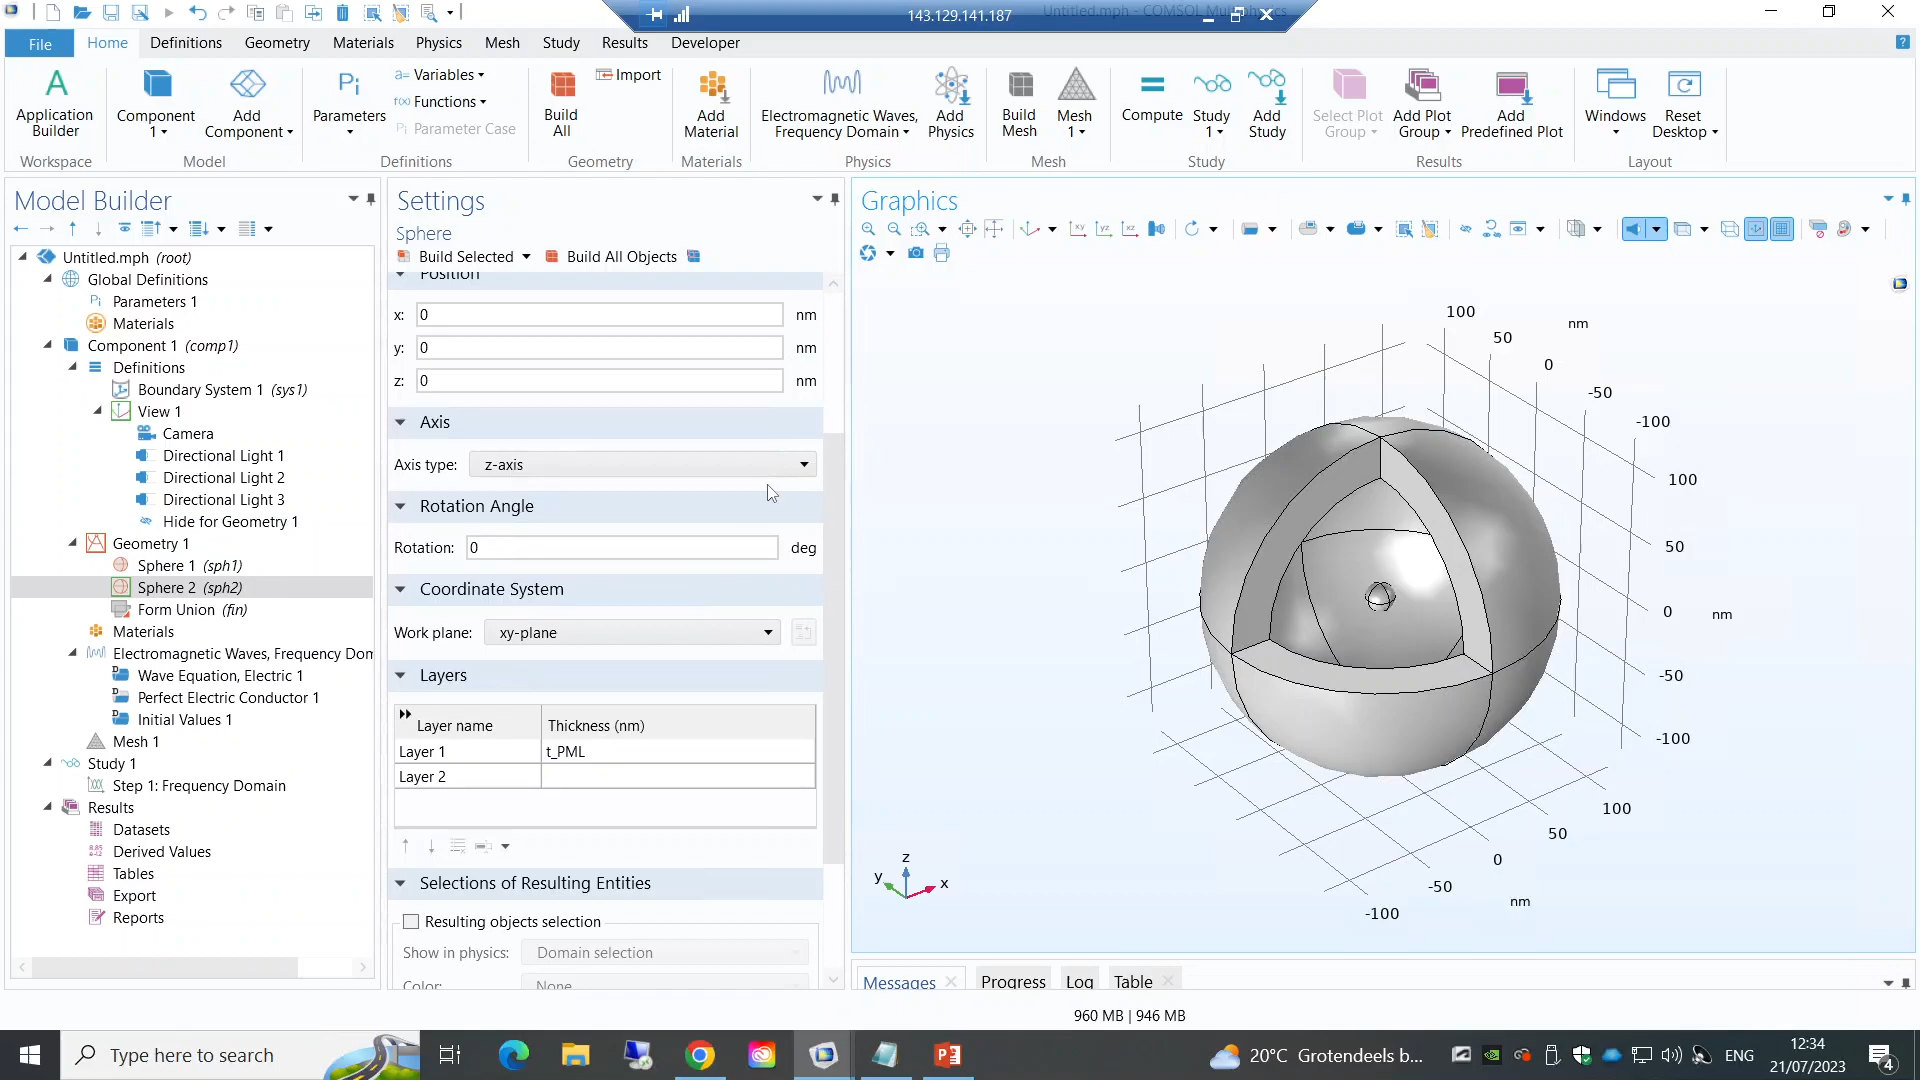 143.129.141.187
Untitled.mph - COMSOL Multiphysics
File
Home
Definitions
Geometry
Materials
Physics
Mesh
Study
Results
Developer
Application
Builder
Workspace
Component
1
Add
Component
Model
Parameters
a= Variables
f(x) Functions
Pi Parameter Case
Definitions
Build
All
Import
Geometry
Add
Material
Materials
Electromagnetic Waves,
Frequency Domain
Add
Physics
Physics
Build
Mesh
Mesh
1
Mesh
Compute
Study
1
Add
Study
Study
Select Plot
Group
Add Plot
Group
Add
Predefined Plot
Results
Windows
Reset
Desktop
Layout
Model Builder
Untitled.mph (root)
Global Definitions
Pi Parameters 1
Materials
Component 1 (comp1)
Definitions
Boundary System 1 (sys1)
View 1
Camera
Directional Light 1
Directional Light 2
Directional Light 3
Hide for Geometry 1
Geometry 1
Sphere 1 (sph1)
Sphere 2 (sph2)
Form Union (fin)
Materials
Electromagnetic Waves, Frequency Dom
Wave Equation, Electric 1
Perfect Electric Conductor 1
Initial Values 1
Mesh 1
Study 1
Step 1: Frequency Domain
Results
Datasets
Derived Values
Tables
Export
Reports
Settings
Sphere
Build Selected
Build All Objects
Position
x: 0 nm
y: 0 nm
z: 0 nm
Axis
Axis type: z-axis
Rotation Angle
Rotation: 0 deg
Coordinate System
Work plane: xy-plane
Layers
Layer name Thickness (nm)
Layer 1 t_PML
Layer 2
Selections of Resulting Entities
Resulting objects selection
Show in physics: Domain selection
Color: None
Graphics
xy
yz
xz
100
nm
50
0
-50
-100
100
50
0
nm
-50
-100
100
50
0
-50
nm
-100
z
y
x
Messages
Progress
Log
Table
960 MB | 946 MB
Type here to search
20°C Grotendeels b...
ENG
12:34
21/07/2023
4